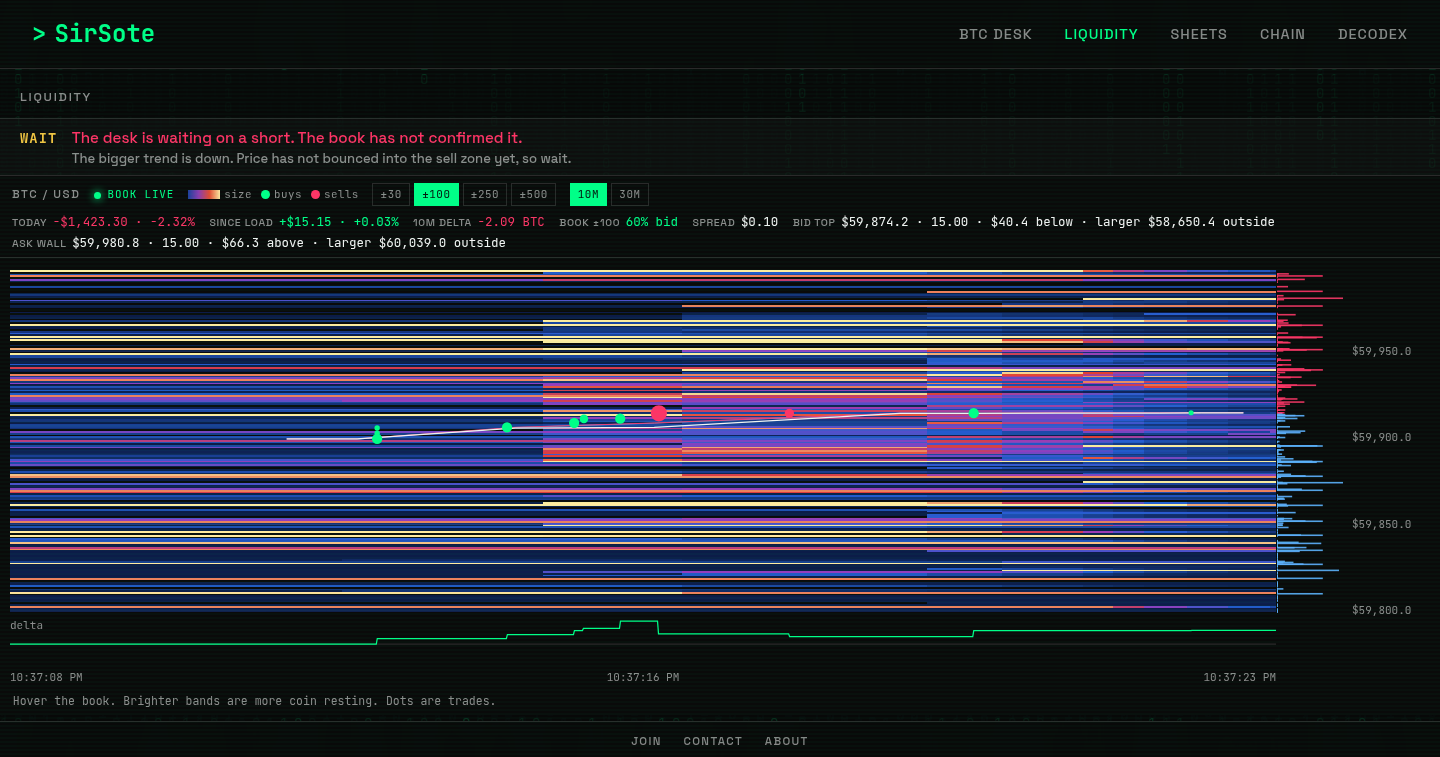 > SirSote
BTC DESK LIQUIDITY SHEETS CHAIN DECODEX
LIQUIDITY
WAIT The desk is waiting on a short. The book has not confirmed it.
The bigger trend is down. Price has not bounced into the sell zone yet, so wait.
BTC / USD BOOK LIVE size buys sells ±30 ±100 ±250 ±500 10M 30M
TODAY -$1,423.30 · -2.32% SINCE LOAD +$15.15 · +0.03% 10M DELTA -2.09 BTC BOOK ±100 60% bid SPREAD $0.10 BID TOP $59,874.2 · 15.00 · $40.4 below · larger $58,650.4 outside
ASK WALL $59,980.8 · 15.00 · $66.3 above · larger $60,039.0 outside
$59,950.0
$59,900.0
$59,850.0
$59,800.0
delta
10:37:08 PM 10:37:16 PM 10:37:23 PM
Hover the book. Brighter bands are more coin resting. Dots are trades.
JOIN CONTACT ABOUT